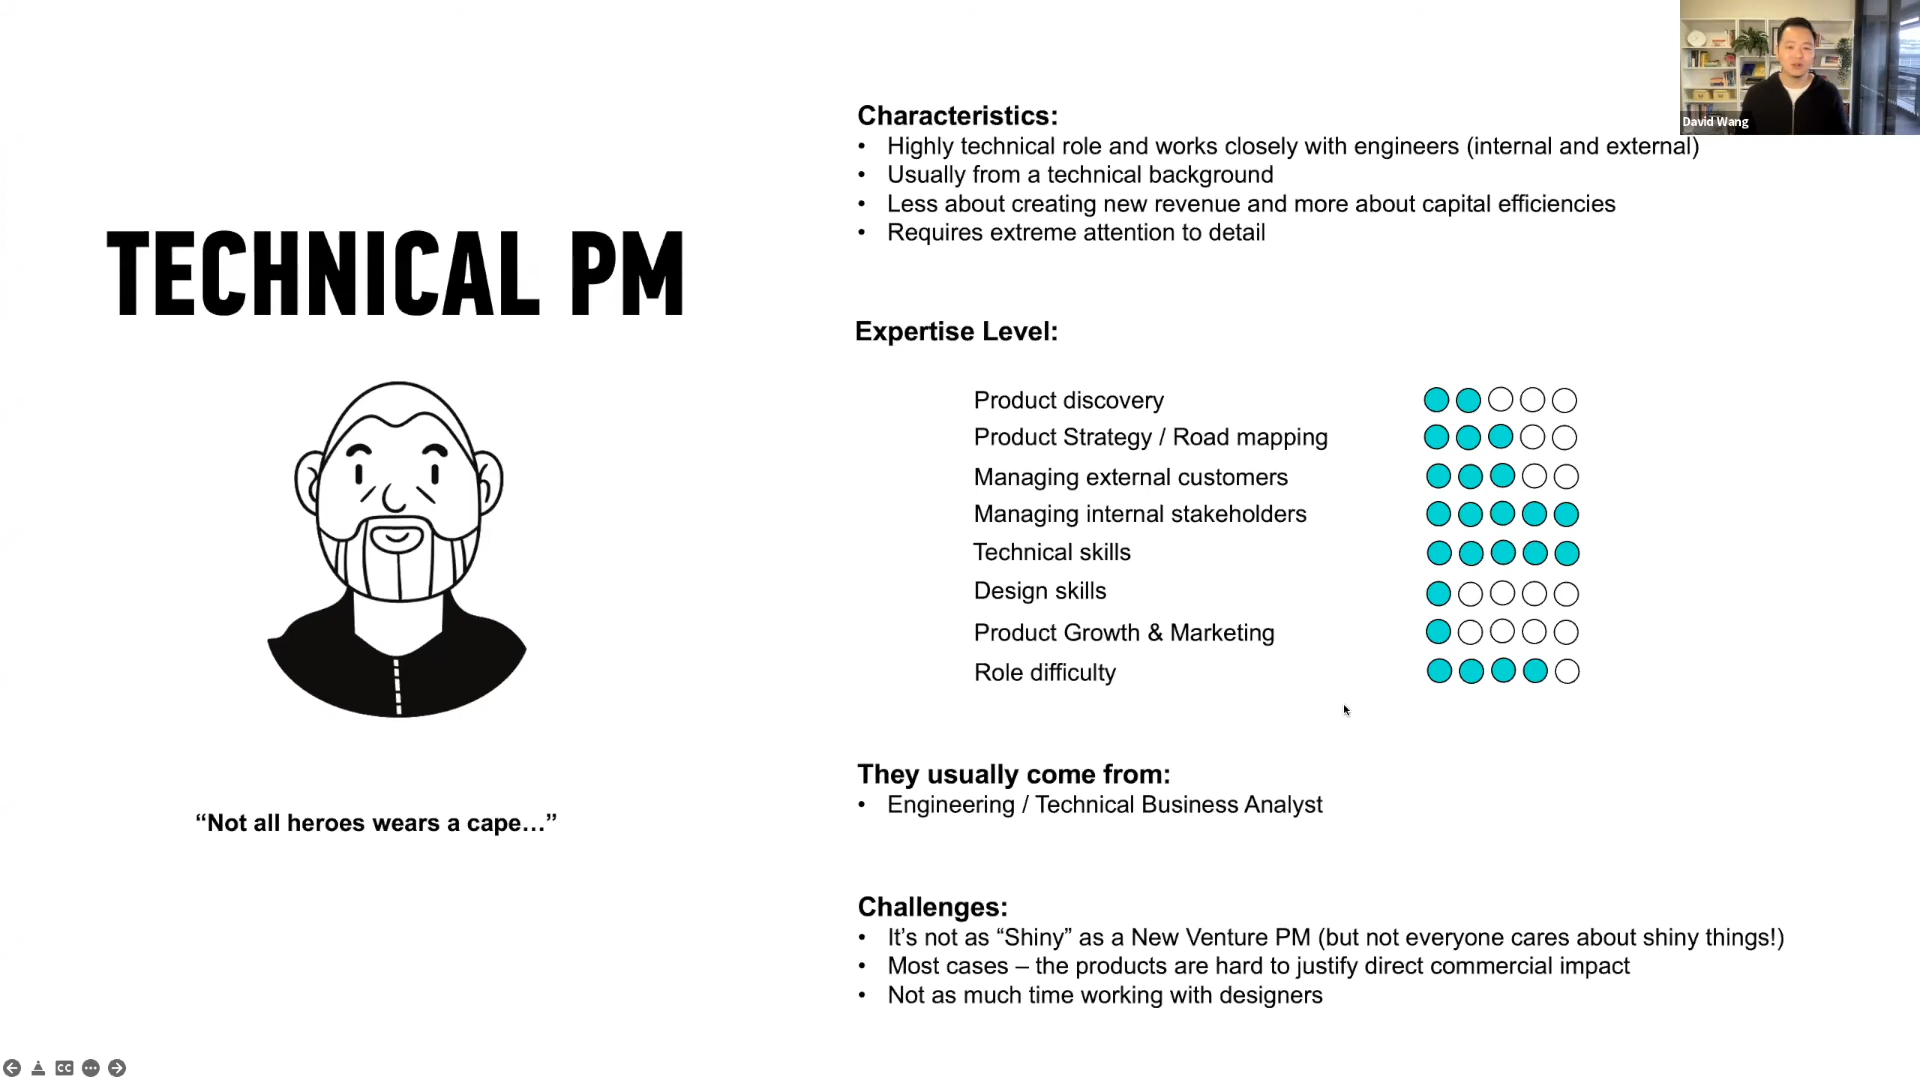 David Wang
TECHNICAL PM
“Not all heroes wears a cape…”
Characteristics:
• Highly technical role and works closely with engineers (internal and external)
• Usually from a technical background
• Less about creating new revenue and more about capital efficiencies
• Requires extreme attention to detail
Expertise Level:
Product discovery
Product Strategy / Road mapping
Managing external customers
Managing internal stakeholders
Technical skills
Design skills
Product Growth & Marketing
Role difficulty
They usually come from:
• Engineering / Technical Business Analyst
Challenges:
• It’s not as “Shiny” as a New Venture PM (but not everyone cares about shiny things!)
• Most cases – the products are hard to justify direct commercial impact
• Not as much time working with designers
CC